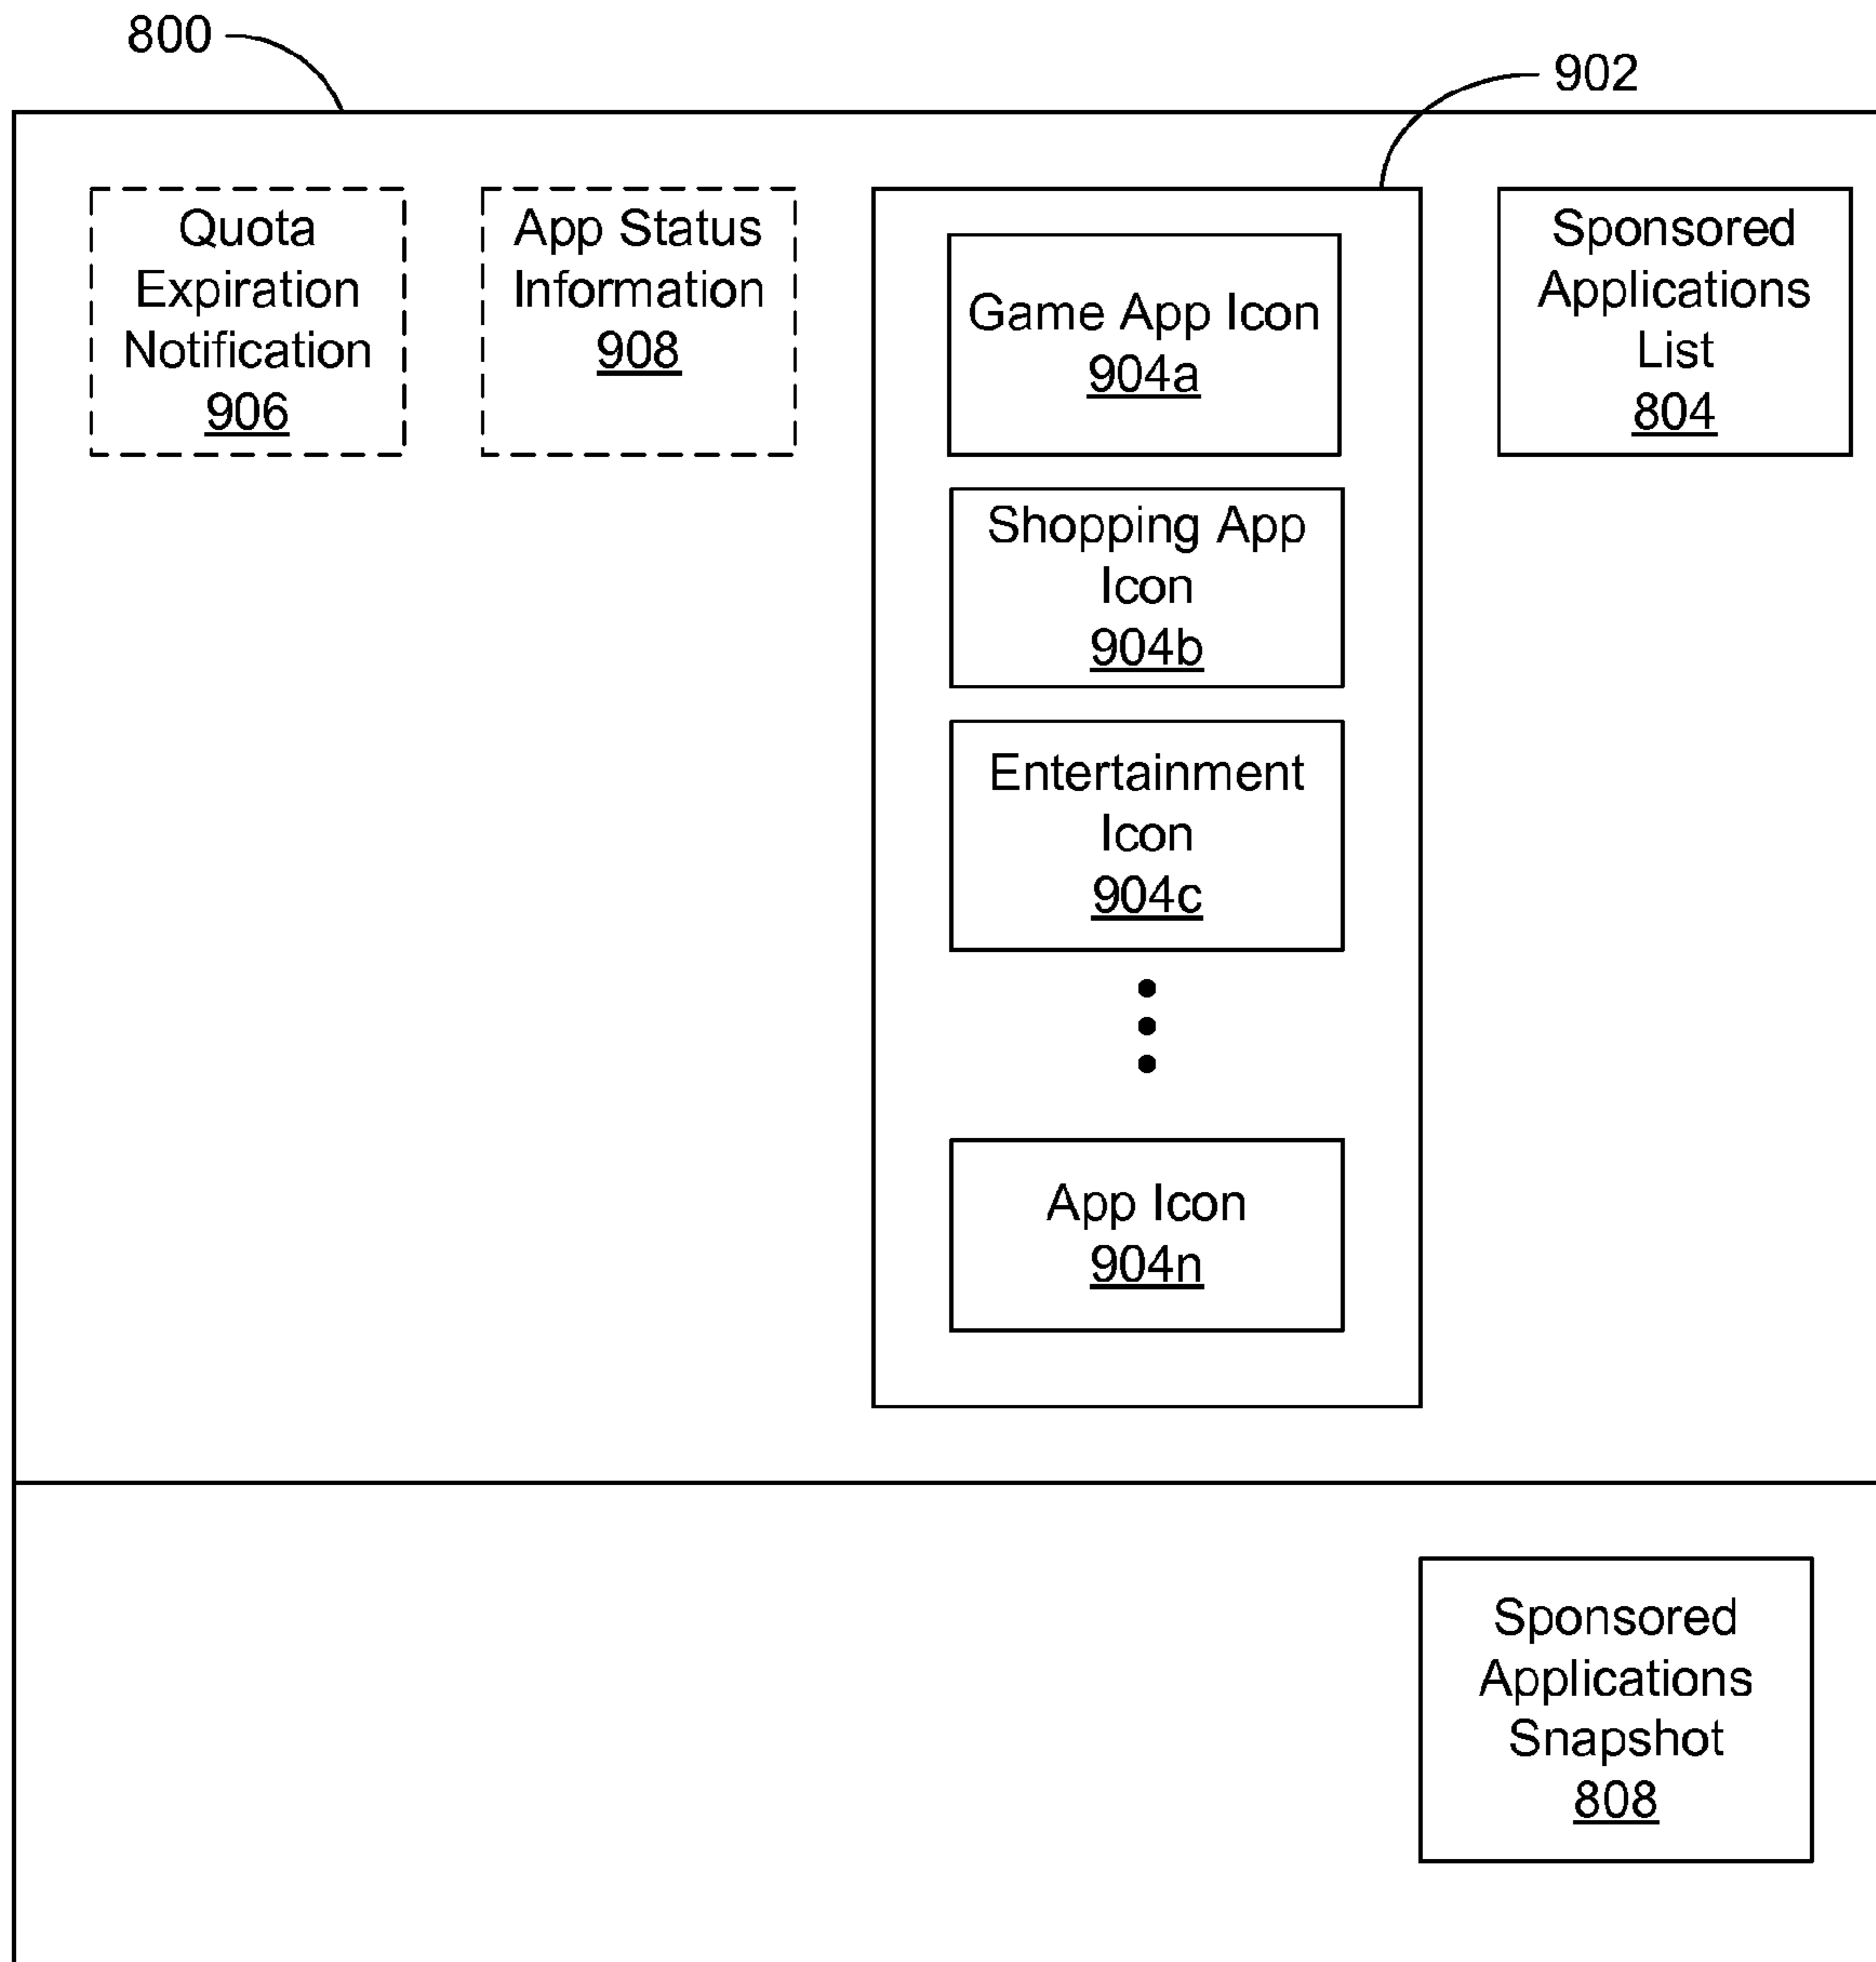 800
902
Quota
Expiration
Notification
906
App Status
Information
908
Game App Icon
904a
Shopping App
Icon
904b
Entertainment
Icon
904c
App Icon
904n
Sponsored
Applications
List
804
Sponsored
Applications
Snapshot
808